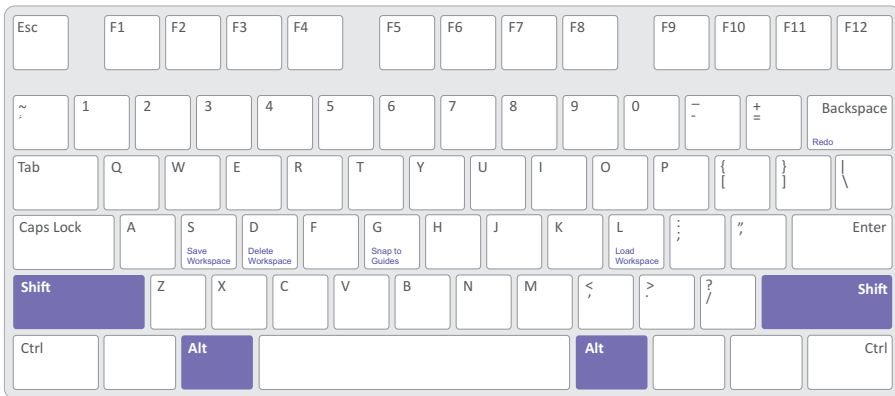 Esc F1 F2 F3 F4 F5 F6 F7 F8 F9 F10 F11 F12
~ 1 2 3 4 5 6 7 8 9 0 _ + Backspace
- =
Redo
Tab Q W E R T Y U I O P { } |
[ ] \
Caps Lock A S D F G H J K L : " Enter
; ,
Save Workspace Delete Workspace Snap to Guides Load Workspace
Shift Z X C V B N M < > ? Shift
, . /
Ctrl Alt Alt Ctrl